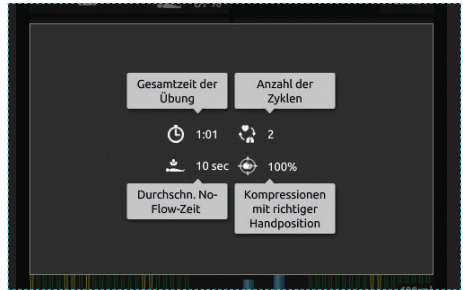 Gesamtzeit der
Übung
Anzahl der
Zyklen
1:01
2
10 sec
100%
Durchschn. No-
Flow-Zeit
Kompressionen
mit richtiger
Handposition